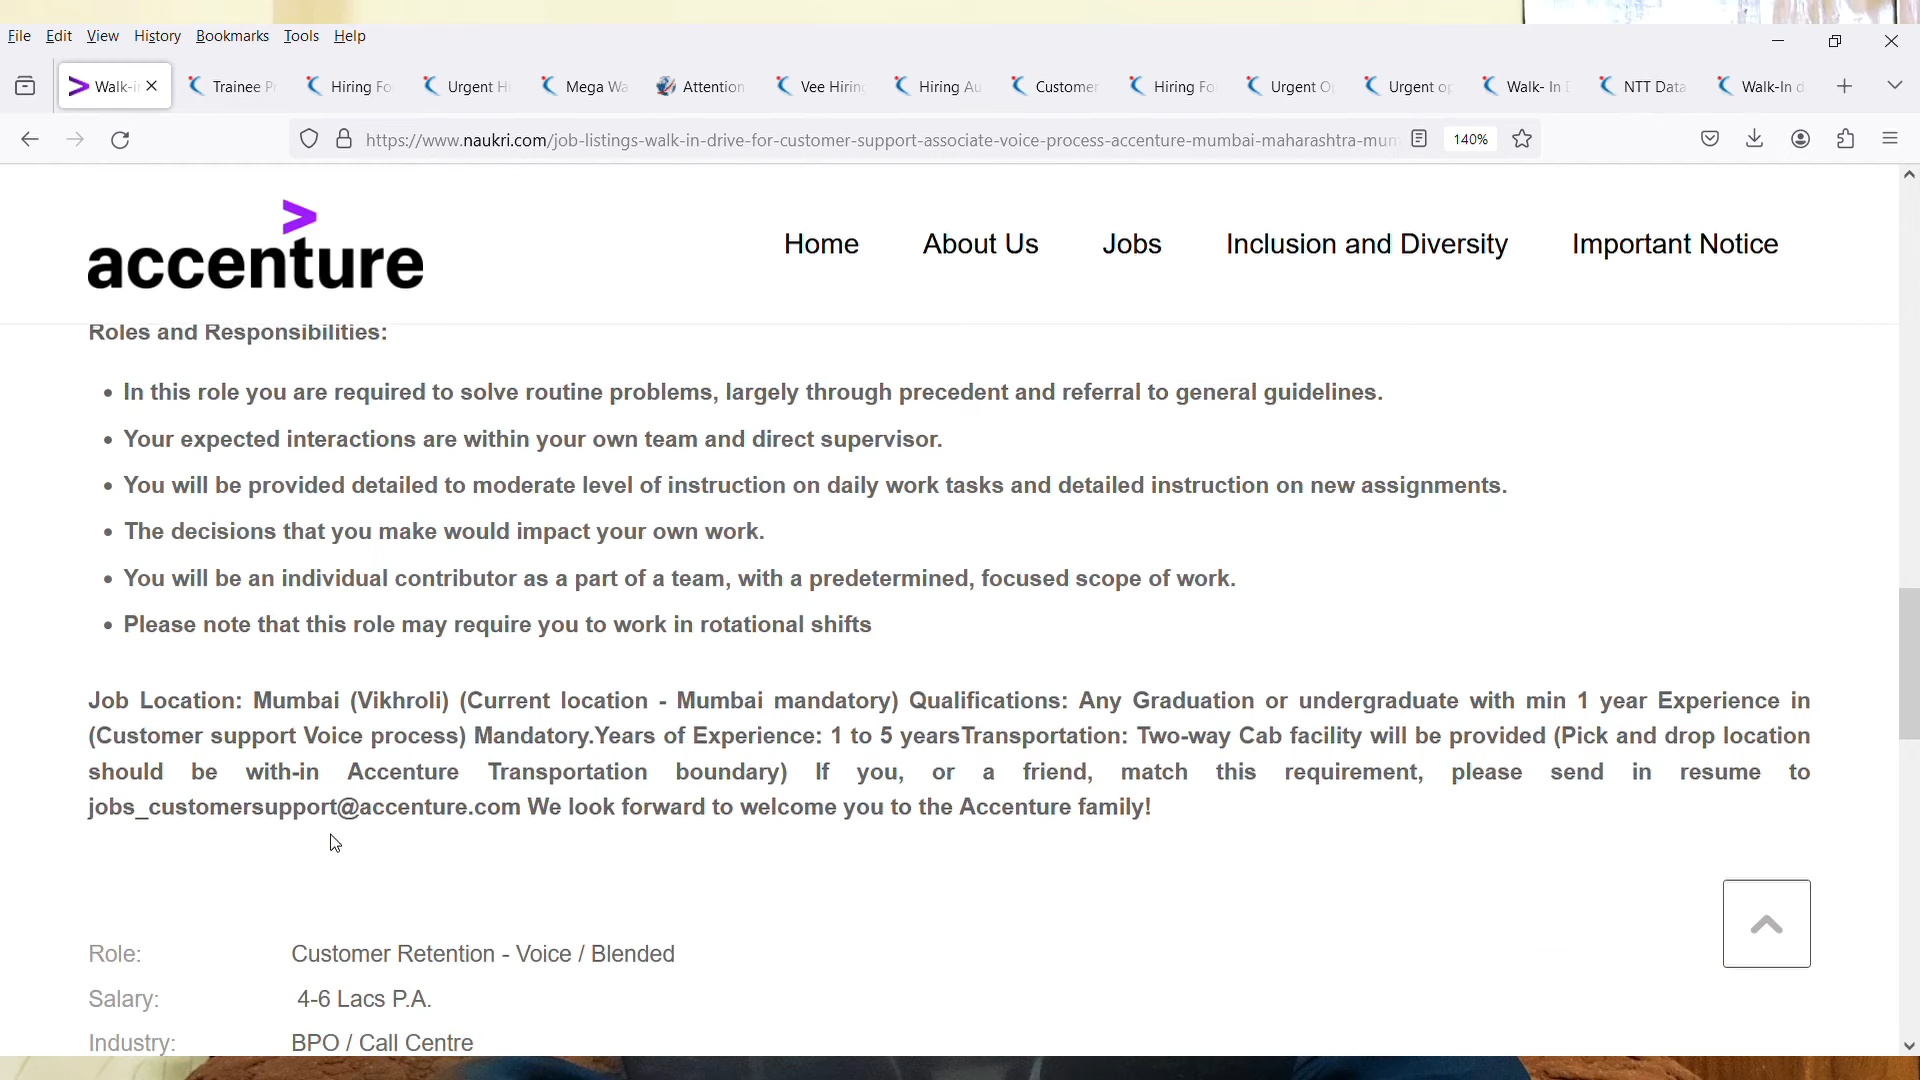 File Edit View History Bookmarks Tools Help
Walk-i Trainee P Hiring Fo Urgent H Mega Wa Attention Vee Hirin Hiring Au Customer Hiring Fo Urgent O Urgent op Walk- In D NTT Data Walk-In d
https://www.naukri.com/job-listings-walk-in-drive-for-customer-support-associate-voice-process-accenture-mumbai-maharashtra-mum 140%
accenture
Home About Us Jobs Inclusion and Diversity Important Notice
Roles and Responsibilities:
• In this role you are required to solve routine problems, largely through precedent and referral to general guidelines.
• Your expected interactions are within your own team and direct supervisor.
• You will be provided detailed to moderate level of instruction on daily work tasks and detailed instruction on new assignments.
• The decisions that you make would impact your own work.
• You will be an individual contributor as a part of a team, with a predetermined, focused scope of work.
• Please note that this role may require you to work in rotational shifts
Job Location: Mumbai (Vikhroli) (Current location - Mumbai mandatory) Qualifications: Any Graduation or undergraduate with min 1 year Experience in
(Customer support Voice process) Mandatory.Years of Experience: 1 to 5 yearsTransportation: Two-way Cab facility will be provided (Pick and drop location
should be with-in Accenture Transportation boundary) If you, or a friend, match this requirement, please send in resume to
jobs_customersupport@accenture.com We look forward to welcome you to the Accenture family!
Role: Customer Retention - Voice / Blended
Salary: 4-6 Lacs P.A.
Industry: BPO / Call Centre